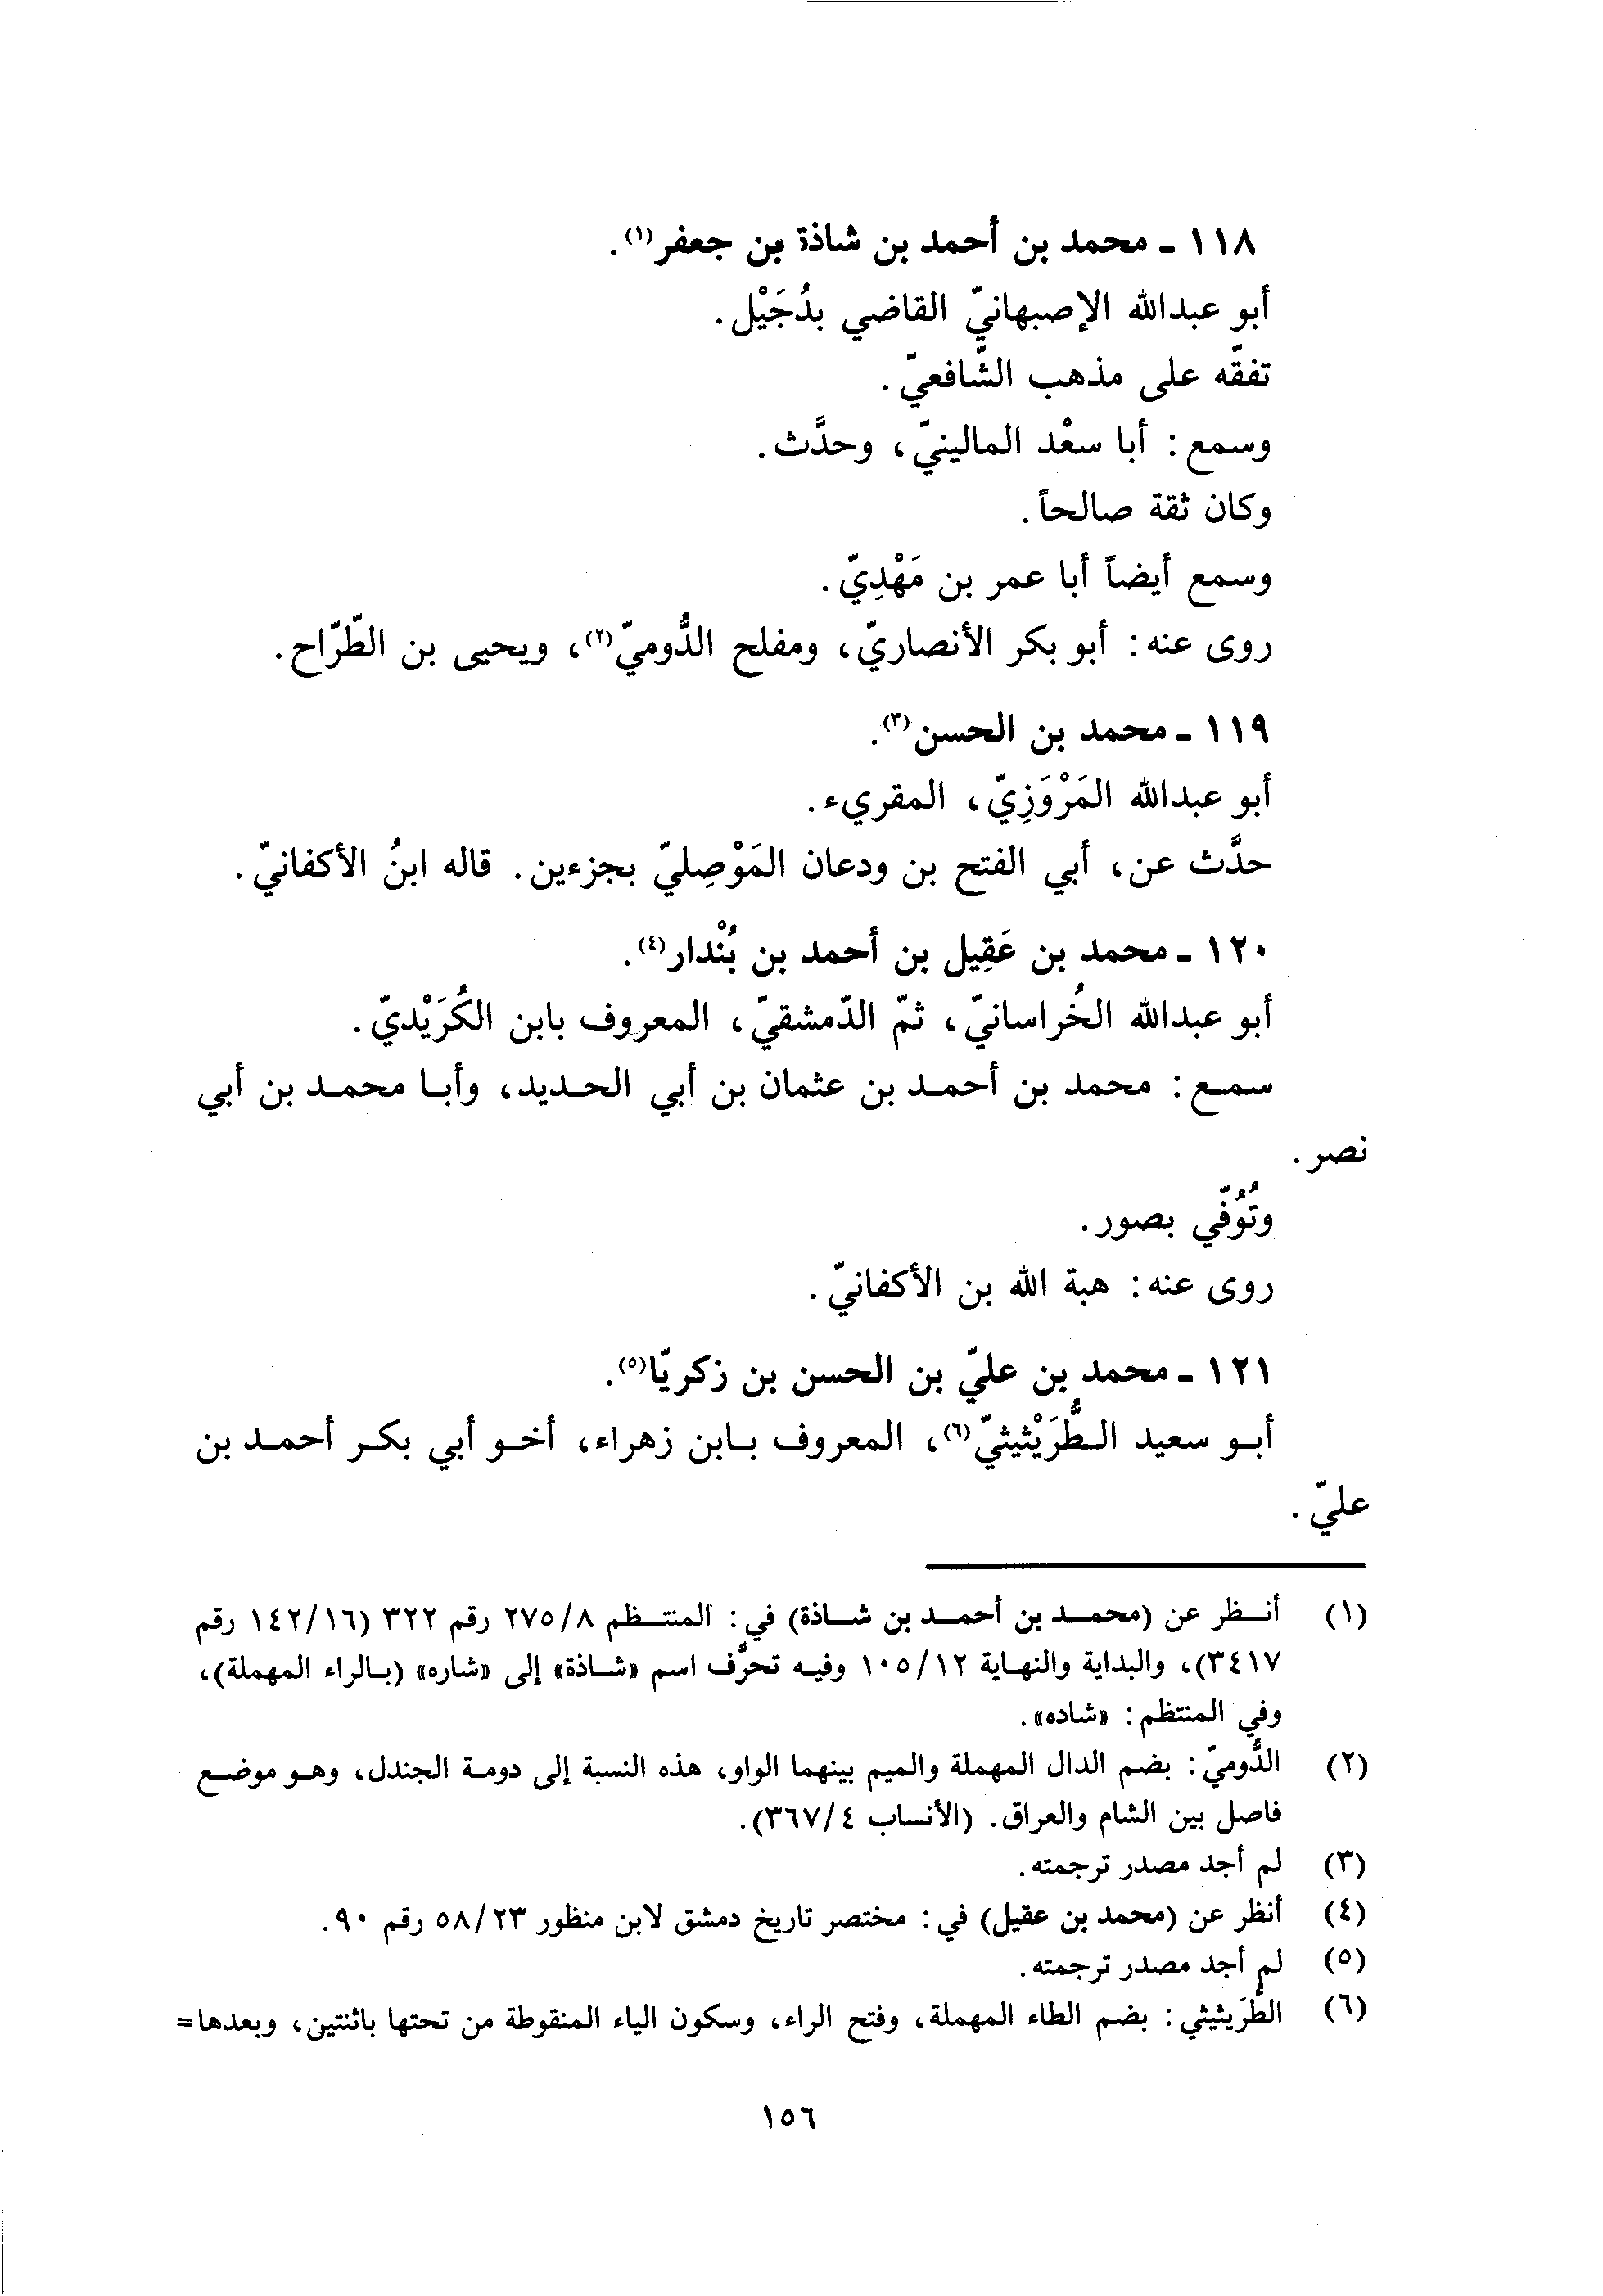 ١١٨ ـ محمد بن أحمد بن شاذة بن جعفر(١).
أبو عبدالله الإصبهانيّ القاضي بدُجَيْل.
تفقّه على مذهب الشّافعيّ.
وسمع: أبا سعْد المالينيّ، وحدَّث.
وكان ثقة صالحاً.
وسمع أيضاً أبا عمر بن مَهْدِيّ.
روى عنه: أبو بكر الأنصاريّ، ومفلح الدُّوميّ(٢)، ويحيى بن الطّرّاح.
١١٩ ـ محمد بن الحسن(٣).
أبو عبدالله المَرْوَزِيّ، المقريء.
حدَّث عن، أبي الفتح بن ودعان المَوْصِليّ بجزءين. قاله ابنُ الأكفانيّ.
١٢٠ ـ محمد بن عَقِيل بن أحمد بن بُنْدار(٤).
أبو عبدالله الخُراسانيّ، ثمّ الدّمشقيّ، المعروف بابن الكُرَيْديّ.
سمع: محمد بن أحمد بن عثمان بن أبي الحديد، وأبا محمد بن أبي
نصر.
وتُوُفّي بصور.
روى عنه: هبة الله بن الأكفانيّ.
١٢١ ـ محمد بن عليّ بن الحسن بن زكريّا(٥).
أبو سعيد الطُّرَيْثيثيّ(٦)، المعروف بابن زهراء، أخو أبي بكر أحمد بن
عليّ.
(١) أنظر عن (محمد بن أحمد بن شاذة) في: المنتظم ٢٧٥/٨ رقم ٣٢٢ (١٤٢/١٦ رقم
٣٤١٧)، والبداية والنهاية ١٠٥/١٢ وفيه تحرَّف اسم «شاذة» إلى «شاره» (بالراء المهملة)،
وفي المنتظم: «شاده».
(٢) الدُّوميّ: بضم الدال المهملة والميم بينهما الواو، هذه النسبة إلى دومة الجندل، وهو موضع
فاصل بين الشام والعراق. (الأنساب ٣٦٧/٤).
(٣) لم أجد مصدر ترجمته.
(٤) أنظر عن (محمد بن عقيل) في: مختصر تاريخ دمشق لابن منظور ٥٨/٢٣ رقم ٩٠.
(٥) لم أجد مصدر ترجمته.
(٦) الطُّرَيثيثي: بضم الطاء المهملة، وفتح الراء، وسكون الياء المنقوطة من تحتها باثنتين، وبعدها=
١٥٦